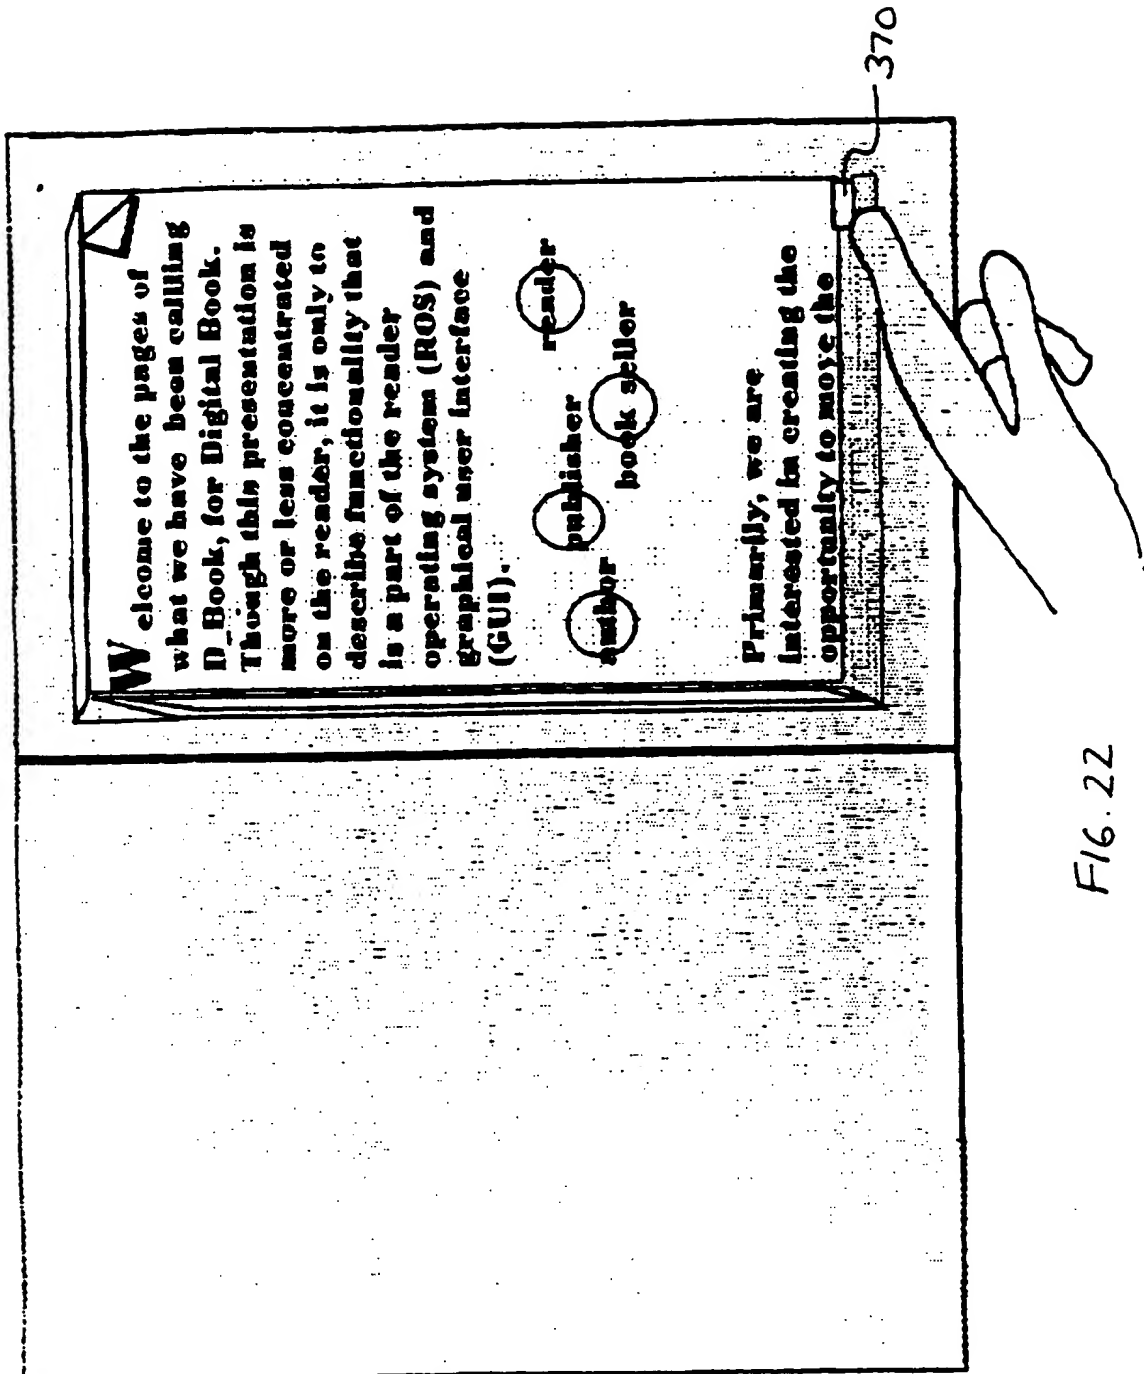 Welcome to the pages of
what we have been calling
D_Book, for Digital Book.
Though this presentation is
more or less concentrated
on the reader, it is only to
describe functionality that
is a part of the reader
operating system (ROS) and
graphical user interface
(GUI).
author publisher book seller reader
Primarily, we are
interested in creating the
opportunity to move the
370
FIG. 22